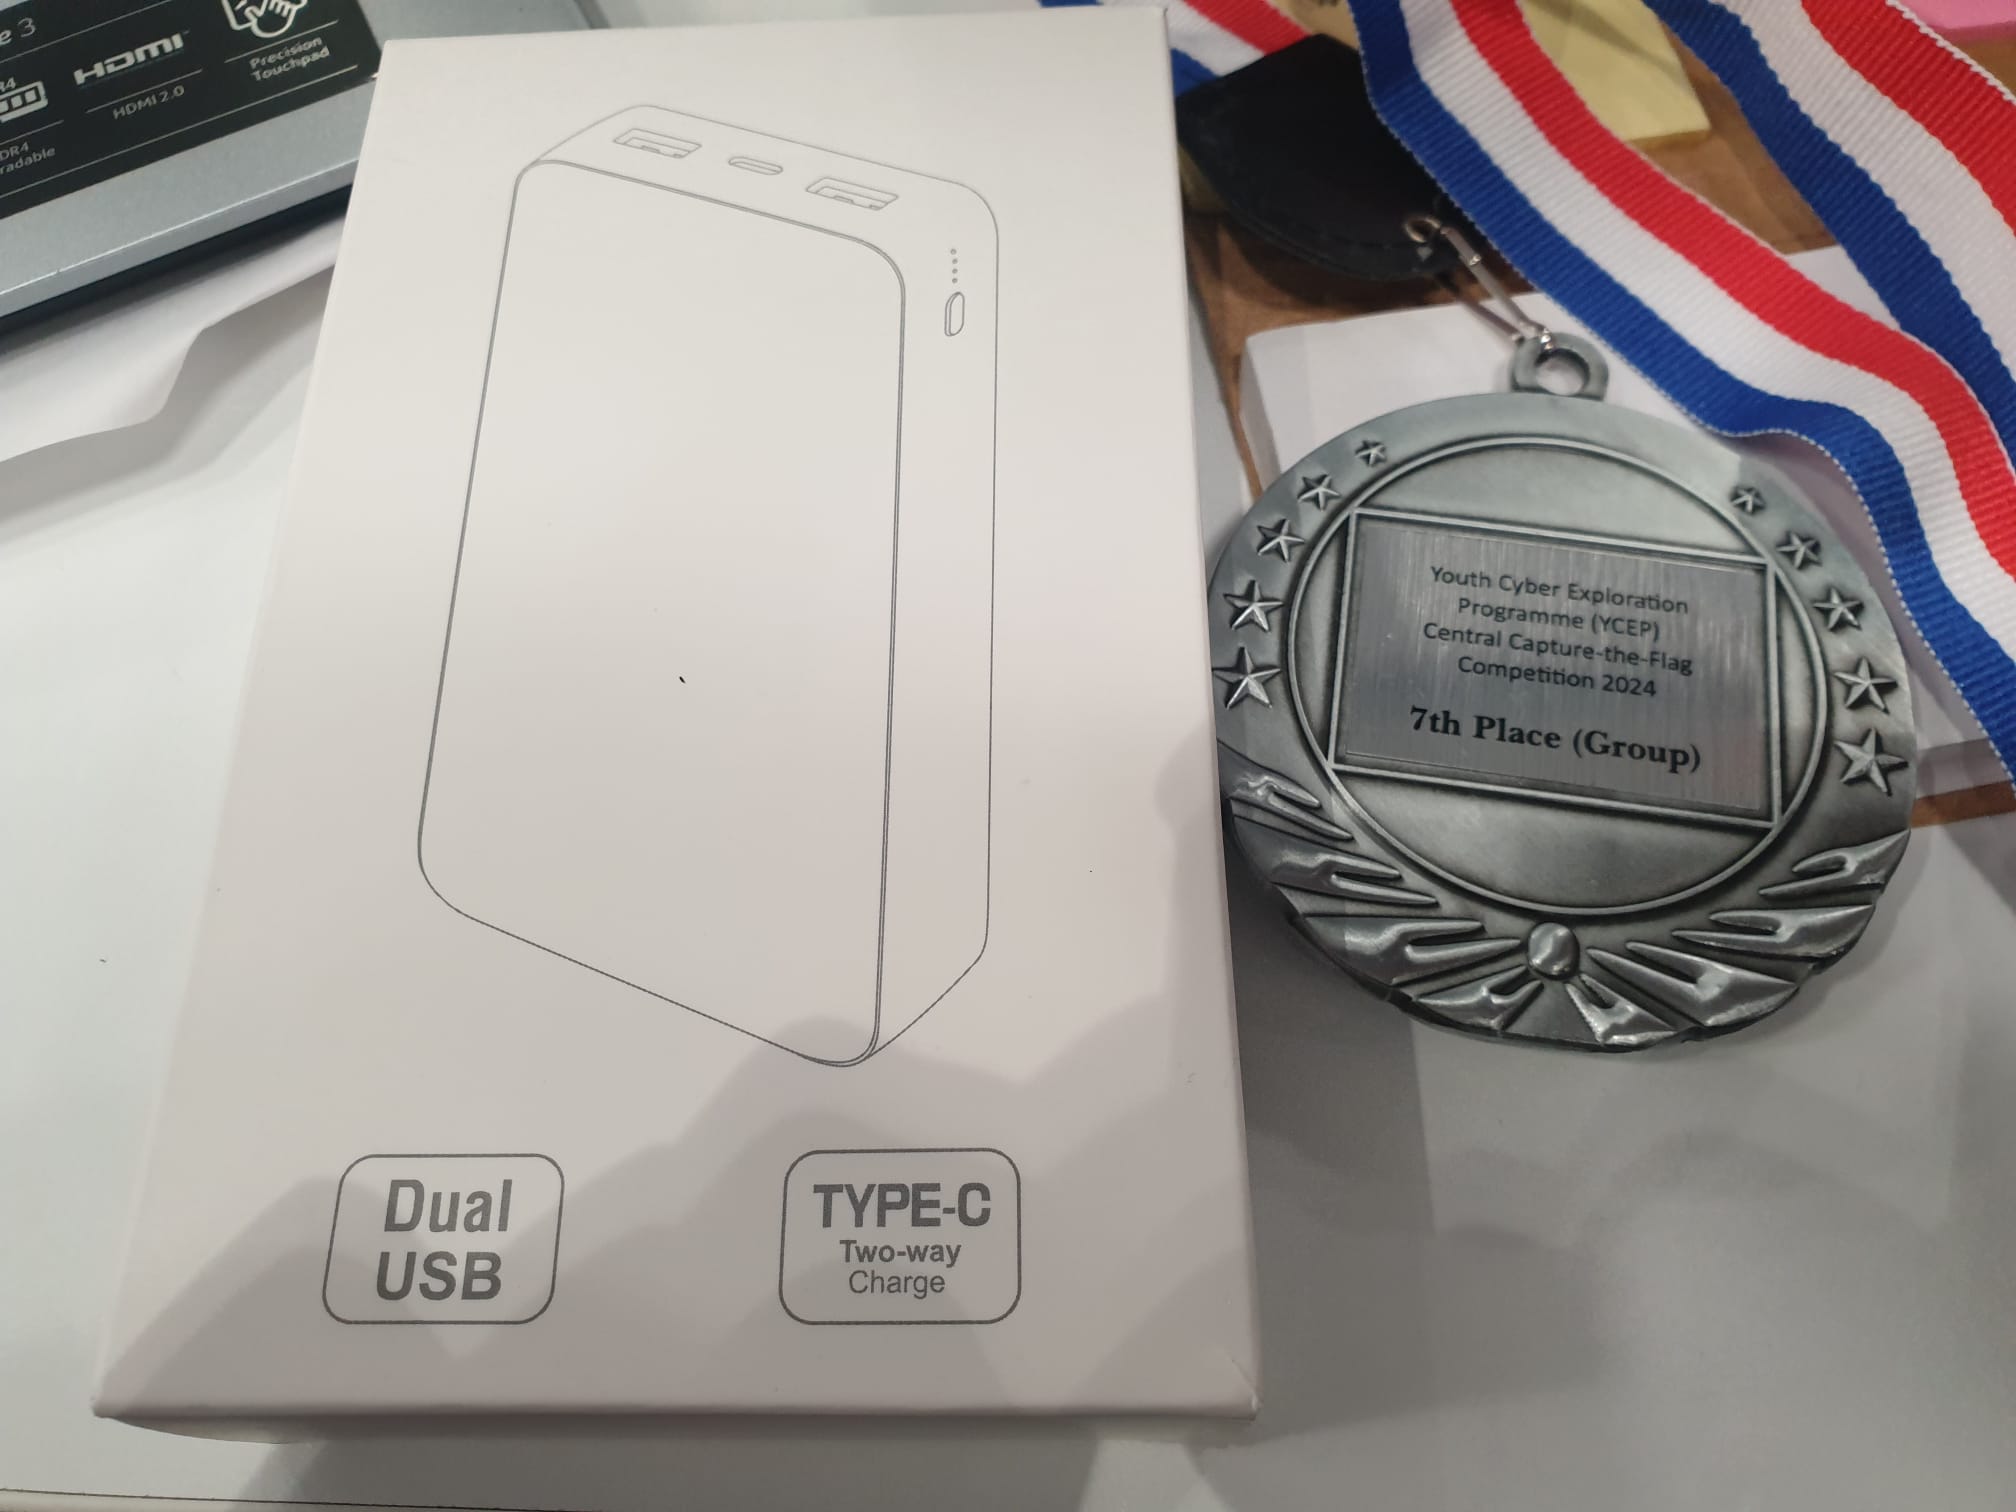 HDMI
HDMI 2.0
Precision
Touchpad
Dual
USB
TYPE-C
Two-way
Charge
Youth Cyber Exploration
Programme (YCEP)
Central Capture-the-Flag
Competition 2024
7th Place (Group)